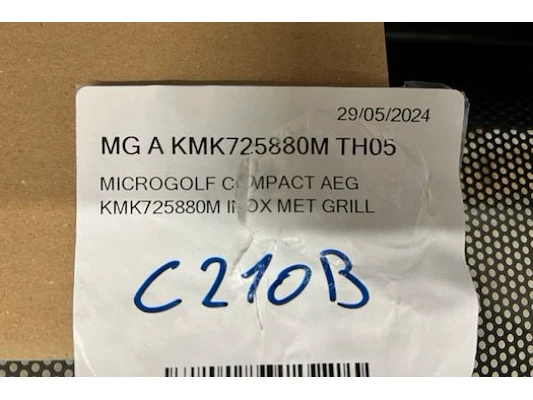 29/05/2024
MG A KMK725880M TH05
MICROGOLF COMPACT AEG
KMK725880M INOX MET GRILL
C210B